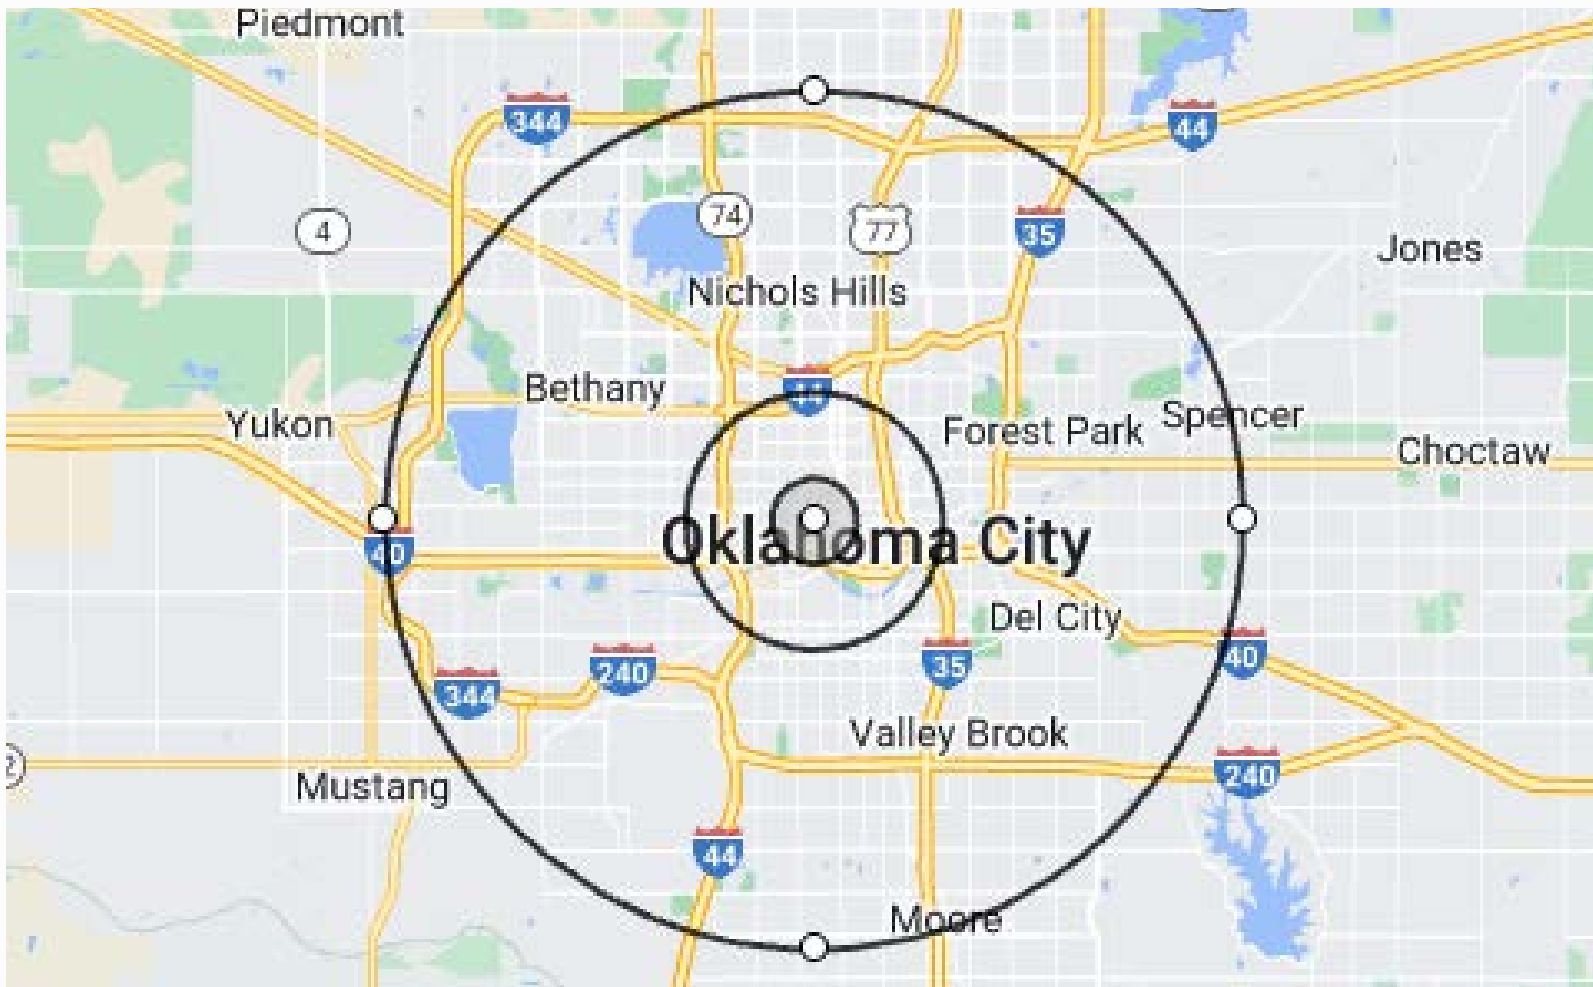 Piedmont
344
44
4
74
77
35
Jones
Nichols Hills
Bethany
44
Yukon
Forest Park
Spencer
Choctaw
Oklahoma City
40
Del City
35
40
240
344
Valley Brook
240
Mustang
44
Moore